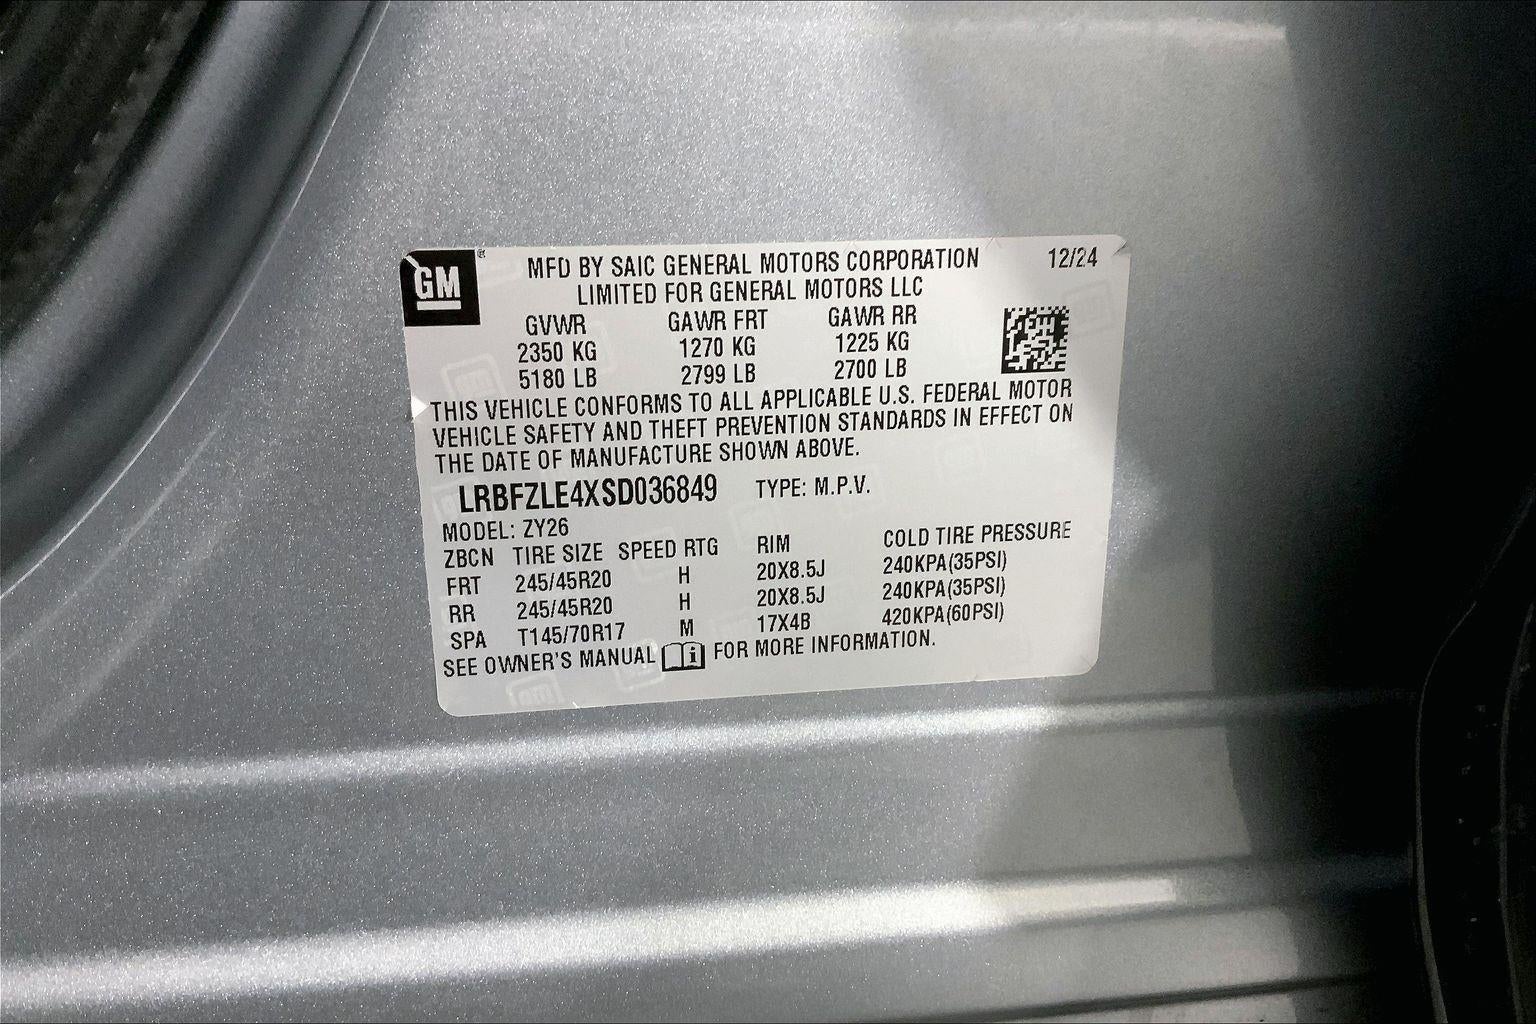 GM ® MFD BY SAIC GENERAL MOTORS CORPORATION 12/24
LIMITED FOR GENERAL MOTORS LLC
GVWR GAWR FRT GAWR RR
2350 KG 1270 KG 1225 KG
5180 LB 2799 LB 2700 LB
THIS VEHICLE CONFORMS TO ALL APPLICABLE U.S. FEDERAL MOTOR
VEHICLE SAFETY AND THEFT PREVENTION STANDARDS IN EFFECT ON
THE DATE OF MANUFACTURE SHOWN ABOVE.
LRBFZLE4XSD036849 TYPE: M.P.V.
MODEL: ZY26
ZBCN TIRE SIZE SPEED RTG RIM COLD TIRE PRESSURE
FRT 245/45R20 H 20X8.5J 240KPA(35PSI)
RR 245/45R20 H 20X8.5J 240KPA(35PSI)
SPA T145/70R17 M 17X4B 420KPA(60PSI)
SEE OWNER'S MANUAL i FOR MORE INFORMATION.